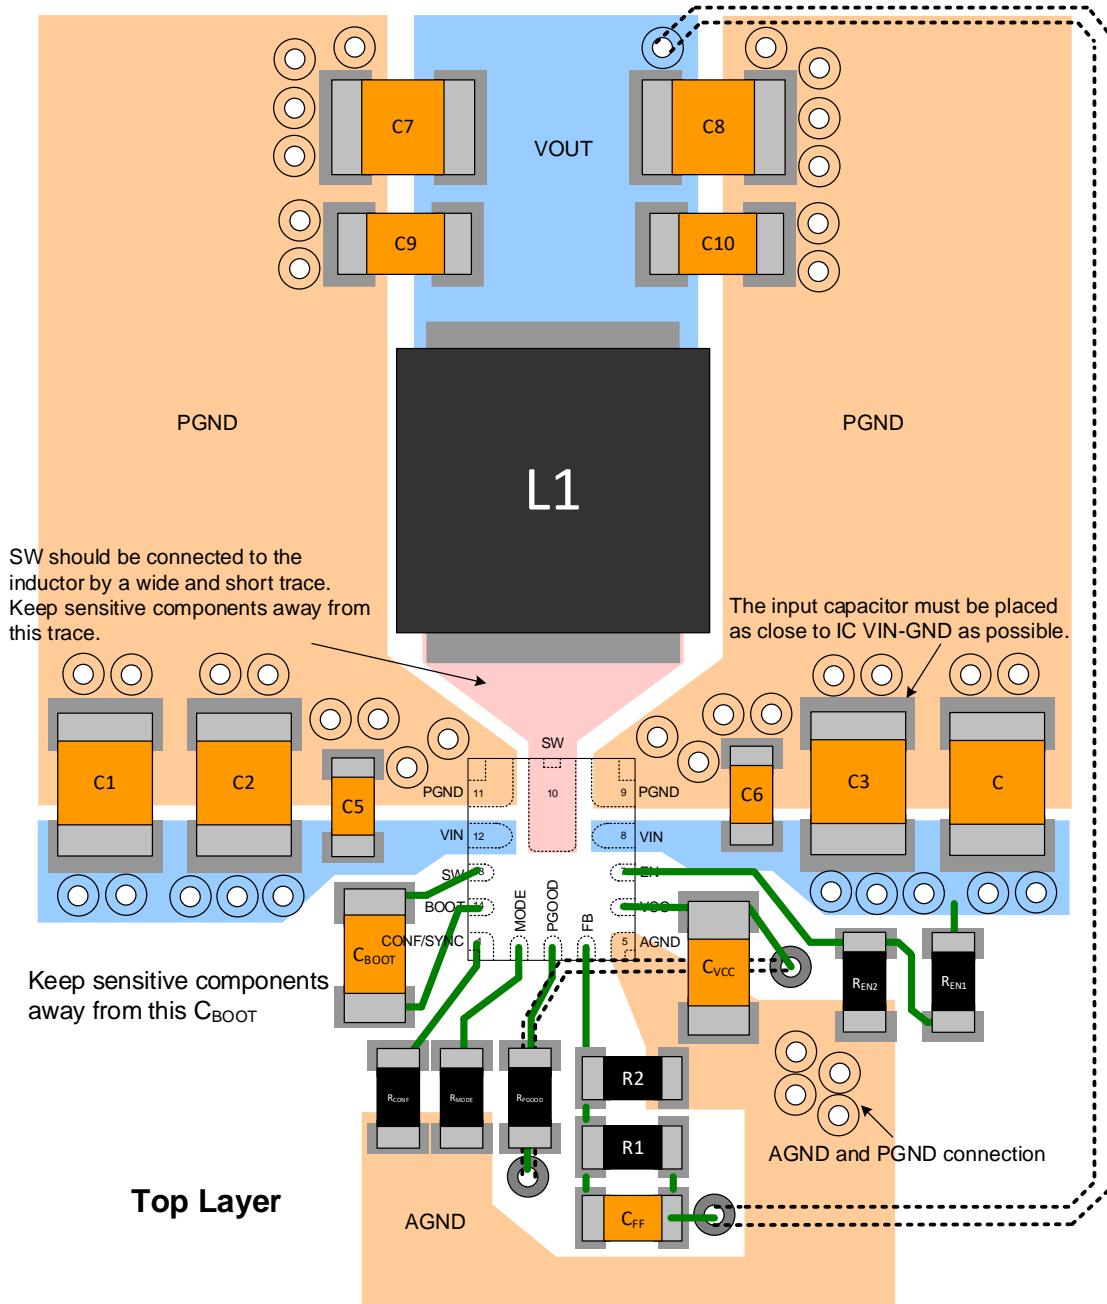 C7
C8
VOUT
C9
C10
PGND
PGND
L1
SW should be connected to the
inductor by a wide and short trace.
Keep sensitive components away from
this trace.
The input capacitor must be placed
as close to IC VIN-GND as possible.
SW
C1
C2
C5
PGND
11
10
9
PGND
C6
C3
C
VIN
12
8
VIN
SW
EN
BOOT
MODE
PGOOD
FB
VCC
CONF/SYNC
5
AGND
CBOOT
CVCC
REN2
REN1
Keep sensitive components
away from this CBOOT
RCONF
RMODE
RPGOOD
R2
R1
AGND and PGND connection
Top Layer
AGND
CFF